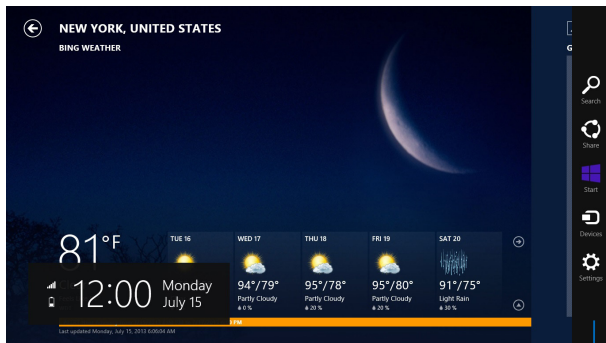 NEW YORK, UNITED STATES
BING WEATHER
G
Search
Share
Start
Devices
Settings
81°F
TUE 16
WED 17
94°/79°
Partly Cloudy
0 %
THU 18
95°/78°
Partly Cloudy
20 %
FRI 19
95°/80°
Partly Cloudy
20 %
SAT 20
91°/75°
Light Rain
30 %
12:00
Monday
July 15
PM
Last updated Monday, July 15, 2013 6:06:04 AM